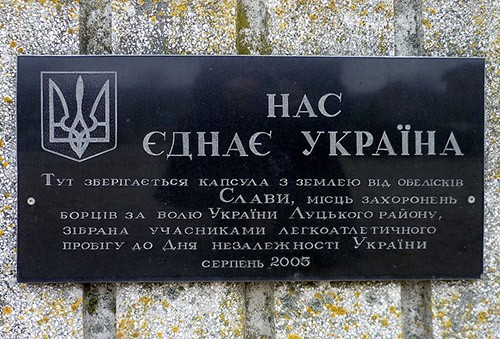 НАС
ЄДНАЄ УКРАЇНА
Тут зберігається капсула з землею від обелісків
Слави, місць захоронень
борців за волю України Луцького району,
зібрана учасниками легкоатлетичного
пробігу до Дня незалежності України
серпень 2005